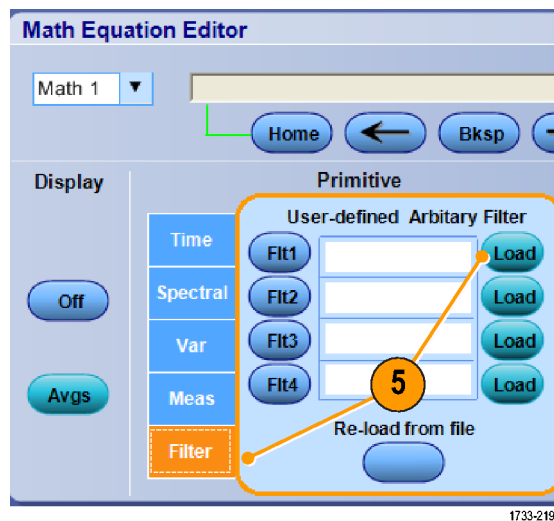 Math Equation Editor
Math 1
Home
Bksp
Display
Primitive
User-defined Arbitary Filter
Time
Flt1
Load
Off
Spectral
Flt2
Load
Var
Flt3
Load
Avgs
Meas
Flt4
5
Load
Filter
Re-load from file
1733-219